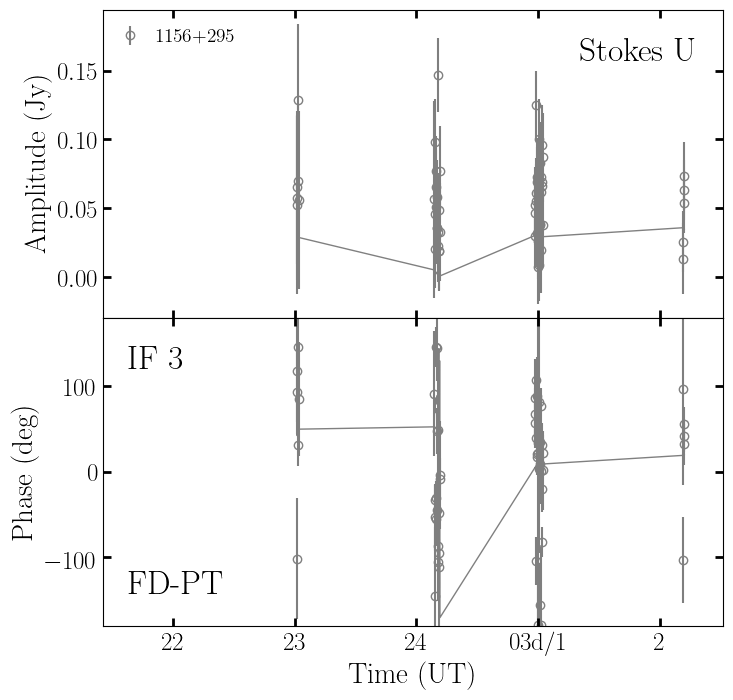 1156+295
Stokes U
Amplitude (Jy)
0.15
0.10
0.05
0.00
IF 3
FD-PT
Phase (deg)
100
0
−100
22 23 24 03d/1 2
Time (UT)